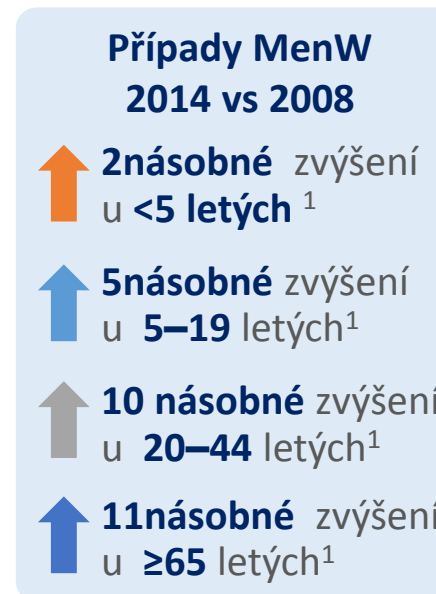 Případy MenW
2014 vs 2008
2násobné zvýšení
u <5 letých ¹
5násobné zvýšení
u 5–19 letých¹
10 násobné zvýšení
u 20–44 letých¹
11násobné zvýšení
u ≥65 letých¹